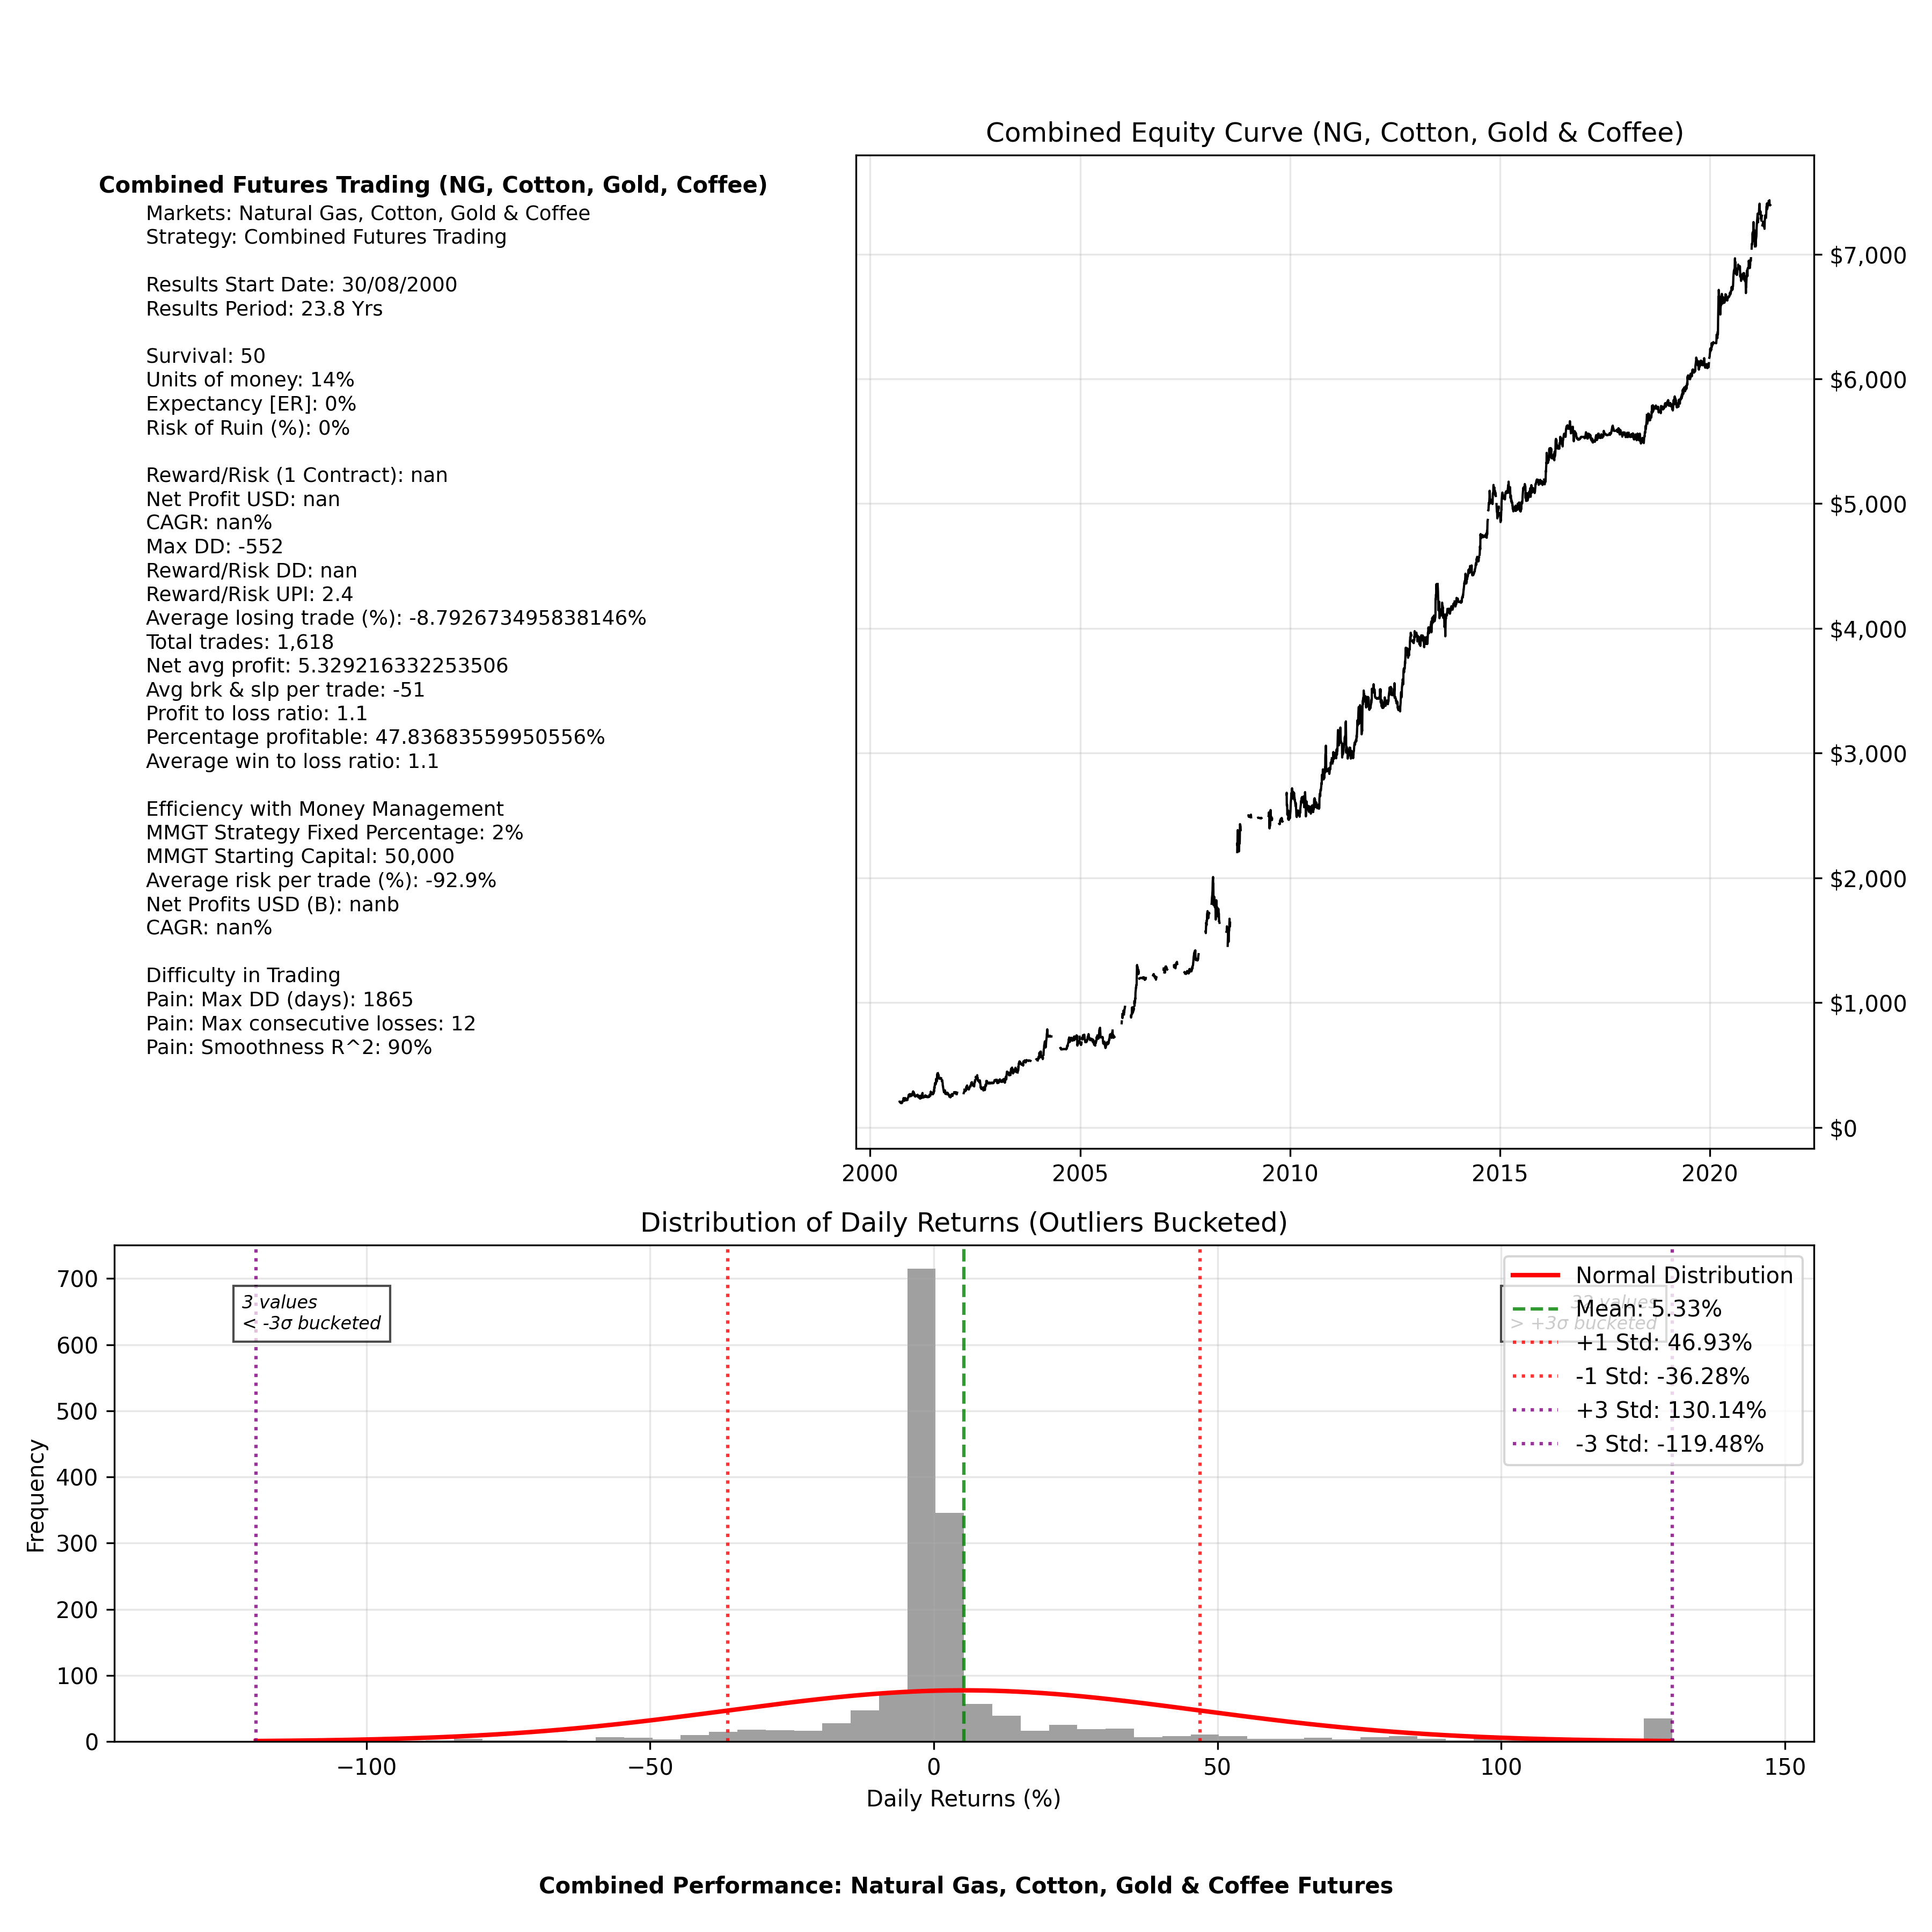 Combined Futures Trading (NG, Cotton, Gold, Coffee)
Markets: Natural Gas, Cotton, Gold & Coffee
Strategy: Combined Futures Trading
Results Start Date: 30/08/2000
Results Period: 23.8 Yrs
Survival: 50
Units of money: 14%
Expectancy [ER]: 0%
Risk of Ruin (%): 0%
Reward/Risk (1 Contract): nan
Net Profit USD: nan
CAGR: nan%
Max DD: -552
Reward/Risk DD: nan
Reward/Risk UPI: 2.4
Average losing trade (%): -8.792673495838146%
Total trades: 1,618
Net avg profit: 5.329216332253506
Avg brk & slp per trade: -51
Profit to loss ratio: 1.1
Percentage profitable: 47.83683559950556%
Average win to loss ratio: 1.1
Efficiency with Money Management
MMGT Strategy Fixed Percentage: 2%
MMGT Starting Capital: 50,000
Average risk per trade (%): -92.9%
Net Profits USD (B): nanb
CAGR: nan%
Difficulty in Trading
Pain: Max DD (days): 1865
Pain: Max consecutive losses: 12
Pain: Smoothness R^2: 90%
Combined Equity Curve (NG, Cotton, Gold & Coffee)
$7,000
$6,000
$5,000
$4,000
$3,000
$2,000
$1,000
$0
2000 2005 2010 2015 2020
Distribution of Daily Returns (Outliers Bucketed)
Frequency
700
600
500
400
300
200
100
0
3 values
< -3σ bucketed
values
> +3σ bucketed
Normal Distribution
Mean: 5.33%
+1 Std: 46.93%
-1 Std: -36.28%
+3 Std: 130.14%
-3 Std: -119.48%
−100 −50 0 50 100 150
Daily Returns (%)
Combined Performance: Natural Gas, Cotton, Gold & Coffee Futures